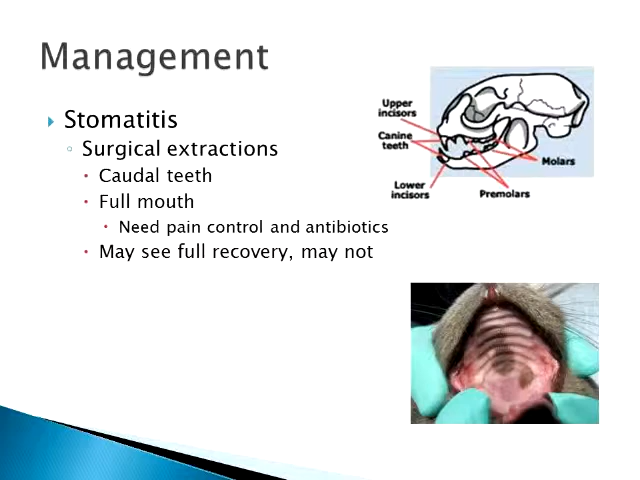 Management
Stomatitis
Surgical extractions
Caudal teeth
Full mouth
Need pain control and antibiotics
May see full recovery, may not
Upper
incisors
Canine
teeth
Lower
incisors
Molars
Premolars